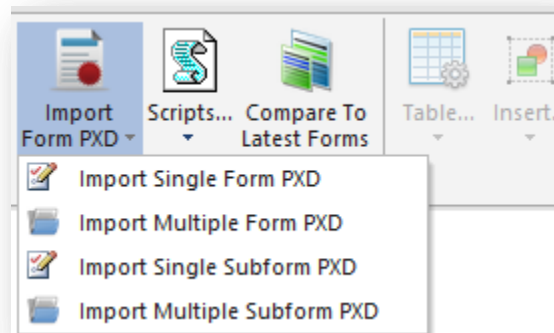 Import
Form PXD
Scripts...
Compare To
Latest Forms
Table...
Insert.
Import Single Form PXD
Import Multiple Form PXD
Import Single Subform PXD
Import Multiple Subform PXD